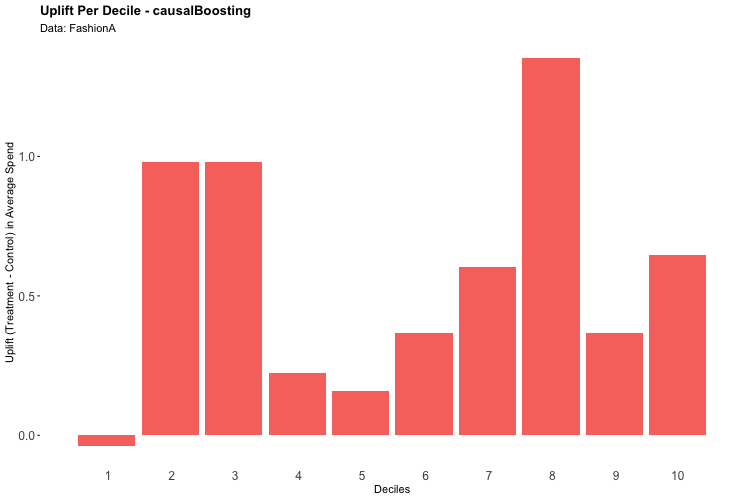 Uplift Per Decile - causalBoosting
Data: FashionA
Uplift (Treatment - Control) in Average Spend
1.0
0.5
0.0
1 2 3 4 5 6 7 8 9 10
Deciles